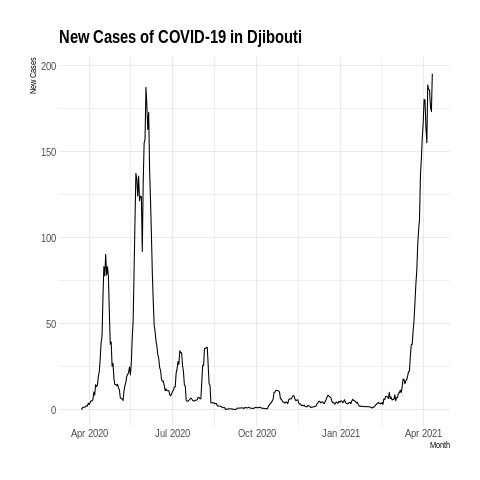 New Cases of COVID-19 in Djibouti
New Cases
200
150
100
50
0
Apr 2020
Jul 2020
Oct 2020
Jan 2021
Apr 2021
Month